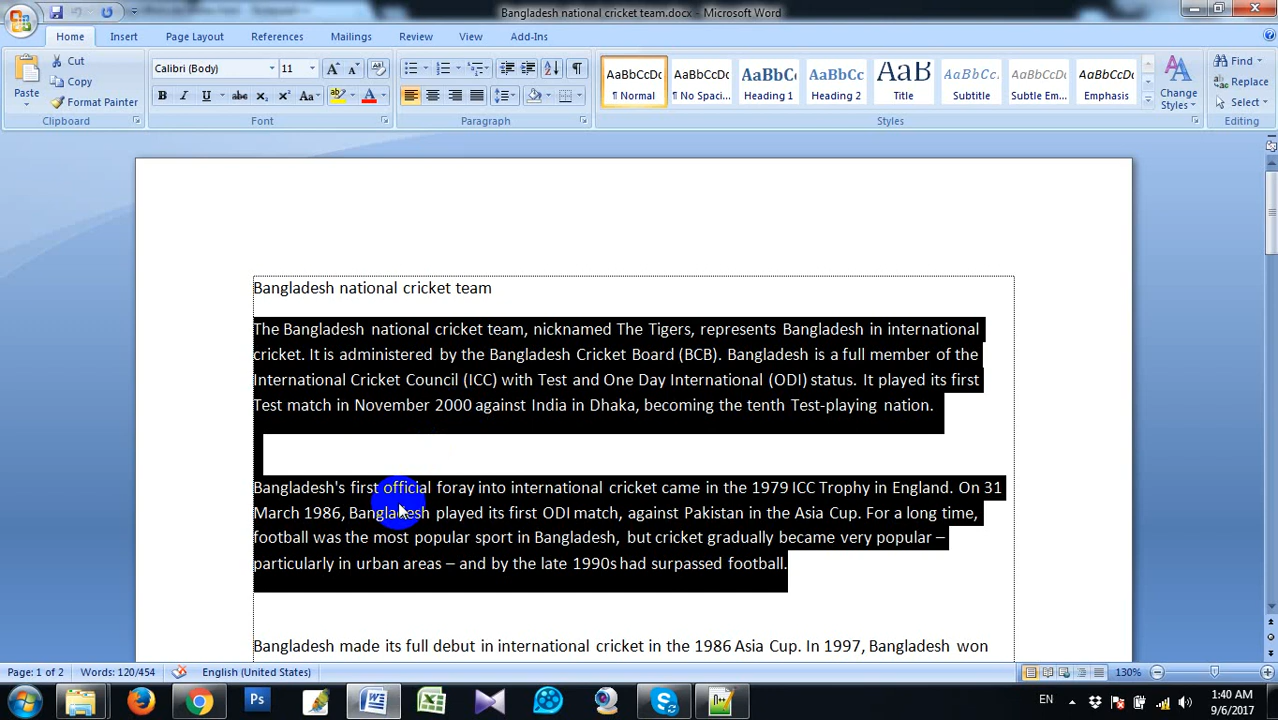 Bangladesh national cricket team.docx - Microsoft Word
Home Insert Page Layout References Mailings Review View Add-Ins
Paste Cut Copy Format Painter
Clipboard
Calibri (Body) 11
Font
Paragraph
AaBbCcDc AaBbCcDc AaBbCc AaBbCc AaB AaBbCc. AaBbCcDc AaBbCcDc
¶ Normal ¶ No Spaci... Heading 1 Heading 2 Title Subtitle Subtle Em... Emphasis
Change Styles
Styles
Find
Replace
Select
Editing
Bangladesh national cricket team
The Bangladesh national cricket team, nicknamed The Tigers, represents Bangladesh in international
cricket. It is administered by the Bangladesh Cricket Board (BCB). Bangladesh is a full member of the
International Cricket Council (ICC) with Test and One Day International (ODI) status. It played its first
Test match in November 2000 against India in Dhaka, becoming the tenth Test-playing nation.
Bangladesh's first official foray into international cricket came in the 1979 ICC Trophy in England. On 31
March 1986, Bangladesh played its first ODI match, against Pakistan in the Asia Cup. For a long time,
football was the most popular sport in Bangladesh, but cricket gradually became very popular –
particularly in urban areas – and by the late 1990s had surpassed football.
Bangladesh made its full debut in international cricket in the 1986 Asia Cup. In 1997, Bangladesh won
Page: 1 of 2 Words: 120/454 English (United States) 130%
Ps EN 1:40 AM
9/6/2017